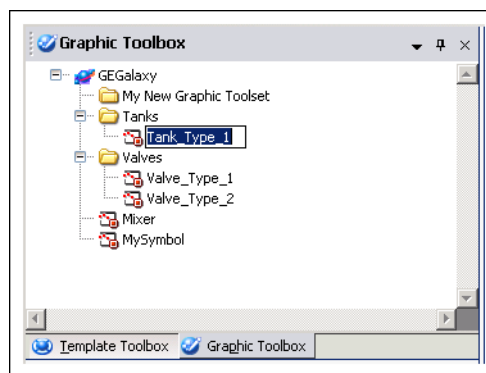 Graphic Toolbox
GEGalaxy
My New Graphic Toolset
Tanks
Tank_Type_1
Valves
Valve_Type_1
Valve_Type_2
Mixer
MySymbol
Template Toolbox Graphic Toolbox